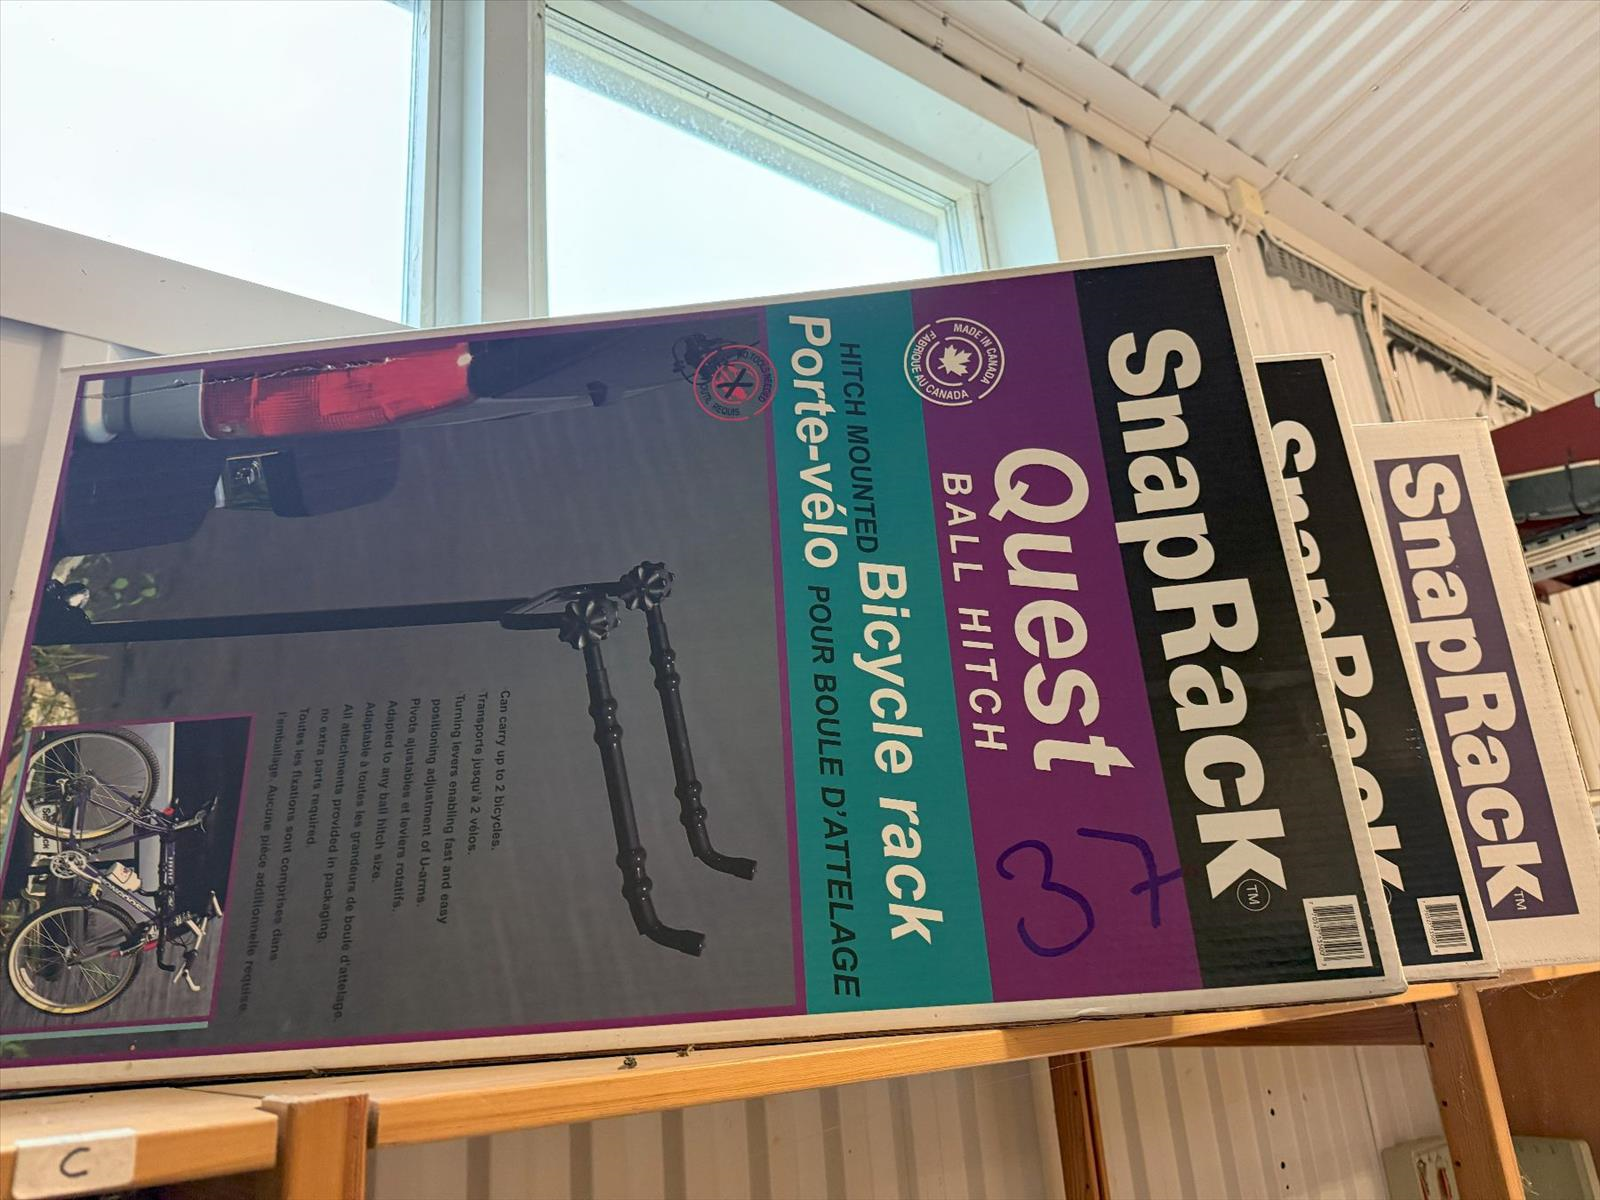 SnapRack™
Quest
BALL HITCH
MADE IN CANADA
FABRIQUÉ AU CANADA
37
HITCH MOUNTED Bicycle rack
Porte-vélo POUR BOULE D'ATTELAGE
NO TOOLS NEEDED
Can carry up to 2 bicycles.
Transporte jusqu'à 2 vélos.
Turning levers enabling fast and easy
positioning adjustment of U-arms.
Pivots ajustables et leviers rotatifs.
Adapted to any ball hitch size.
Adaptable à toutes les grandeurs de boule d'attelage.
All attachments provided in packaging,
no extra parts required.
Toutes les fixations sont comprises dans
l'emballage. Aucune pièce additionnelle requise.
SnapRack
SnapRack™
C